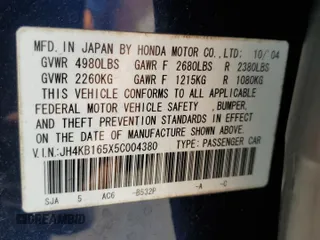 MFD. IN JAPAN BY HONDA MOTOR CO., LTD. 10/04
GVWR 4980LBS GAWR F 2680LBS R 2380LBS
GVWR 2260KG GAWR F 1215KG R 1080KG
THIS VEHICLE CONFORMS TO ALL APPLICABLE
FEDERAL MOTOR VEHICLE SAFETY, BUMPER,
AND THEFT PREVENTION STANDARDS IN EFFECT
ON THE DATE OF MANUFACTURE SHOWN ABOVE.
V.I.N:JH4KB165X5C004380 TYPE: PASSENGER CAR
SJA 5 AC6 -B532P -A -C